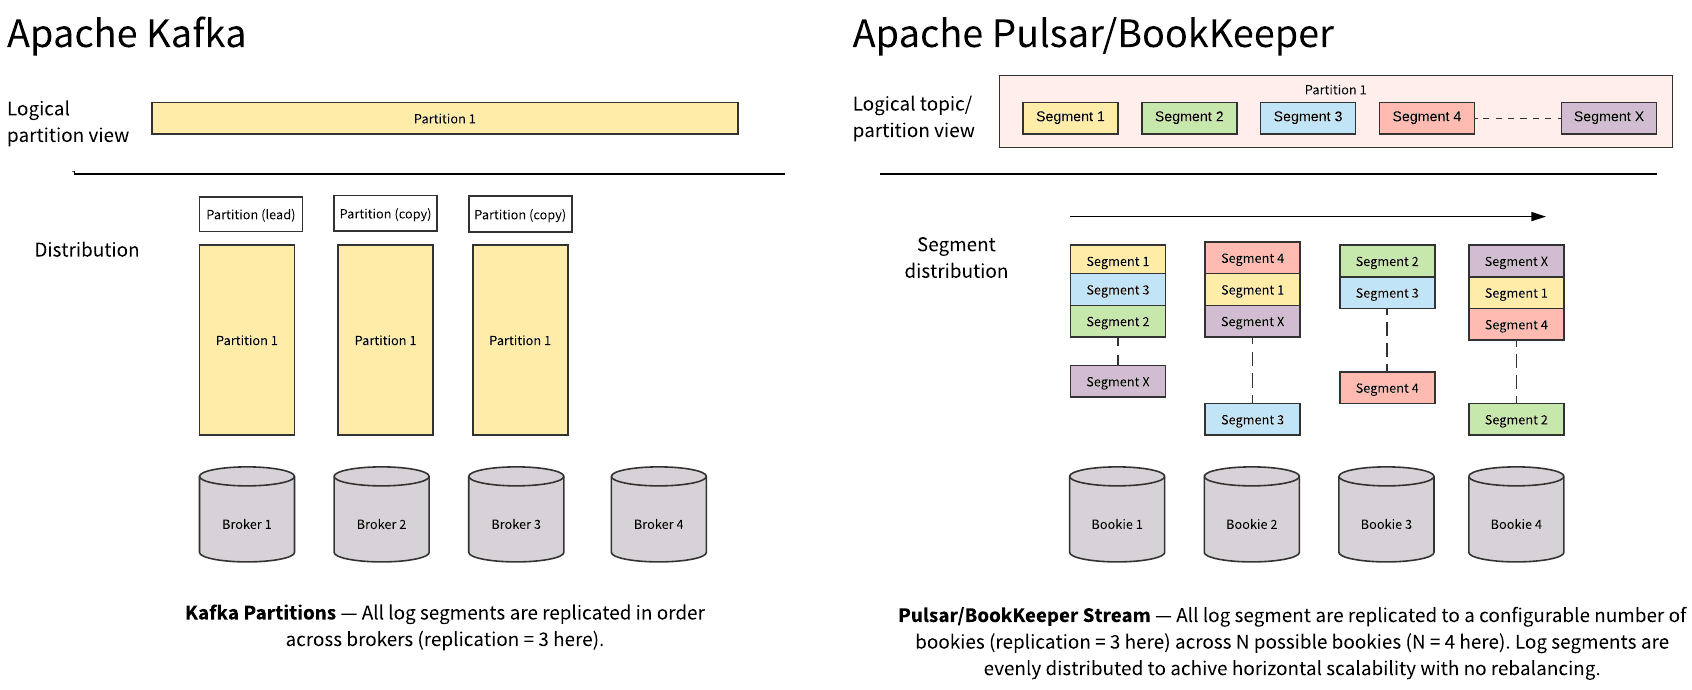 Apache Kafka
Logical
partition view
Partition 1
Partition (lead)
Partition (copy)
Partition (copy)
Distribution
Partition 1
Partition 1
Partition 1
Broker 1
Broker 2
Broker 3
Broker 4
Kafka Partitions — All log segments are replicated in order
across brokers (replication = 3 here).
Apache Pulsar/BookKeeper
Logical topic/
partition view
Partition 1
Segment 1
Segment 2
Segment 3
Segment 4
Segment X
Segment
distribution
Segment 1
Segment 3
Segment 2
Segment X
Segment 4
Segment 1
Segment X
Segment 3
Segment 2
Segment 3
Segment 4
Segment X
Segment 1
Segment 4
Segment 2
Bookie 1
Bookie 2
Bookie 3
Bookie 4
Pulsar/BookKeeper Stream — All log segment are replicated to a configurable number of
bookies (replication = 3 here) across N possible bookies (N = 4 here). Log segments are
evenly distributed to achive horizontal scalability with no rebalancing.